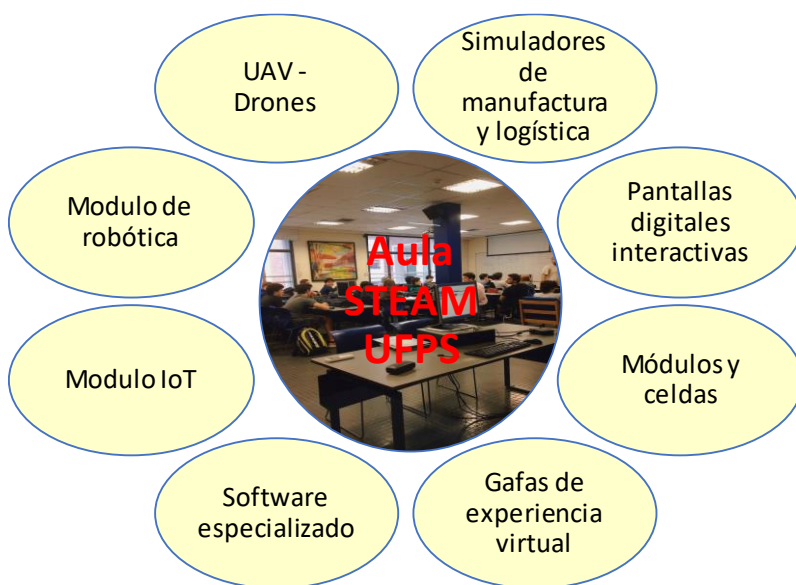 UAV -
Drones
Simuladores
de
manufactura
y logística
Modulo de
robótica
Pantallas
digitales
interactivas
Aula
STEAM
UFPS
Modulo IoT
Módulos y
celdas
Software
especializado
Gafas de
experiencia
virtual